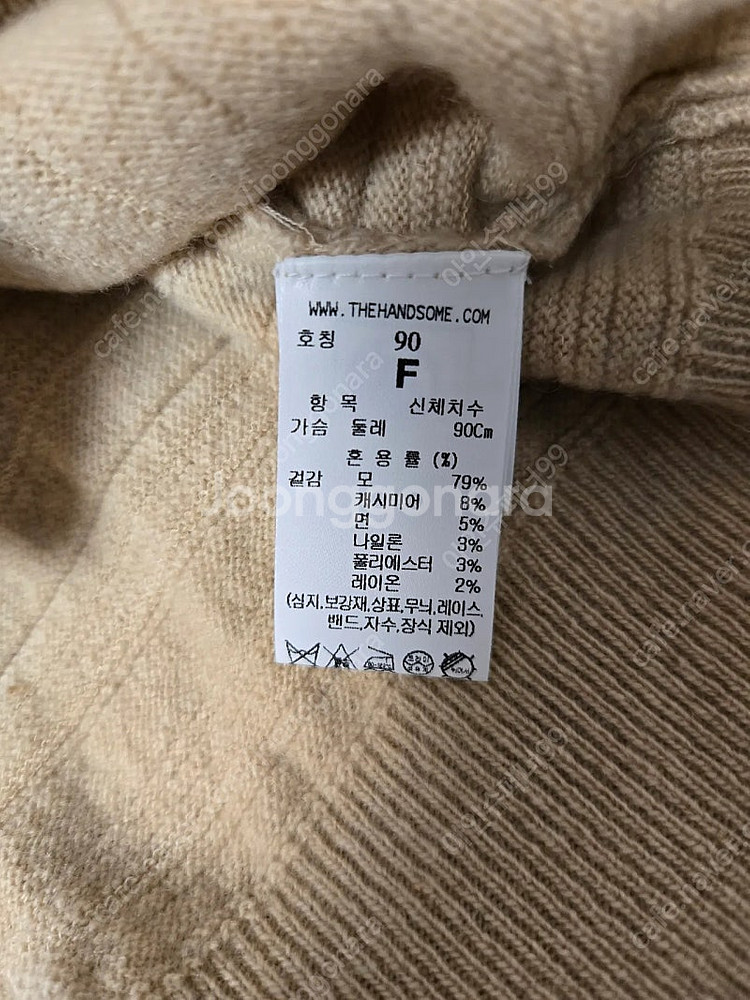 WWW.THEHANDSOME.COM
호칭 90
F
항 목 신체치수
가슴 둘레 90Cm
혼 용 률 (%)
겉감 모 79%
캐시미어 8%
면 5%
나일론 3%
폴리에스터 3%
레이온 2%
(심지,보강재,상표,무늬,레이스,
밴드,자수,장식 제외)
Joonggonara
cafe.naver